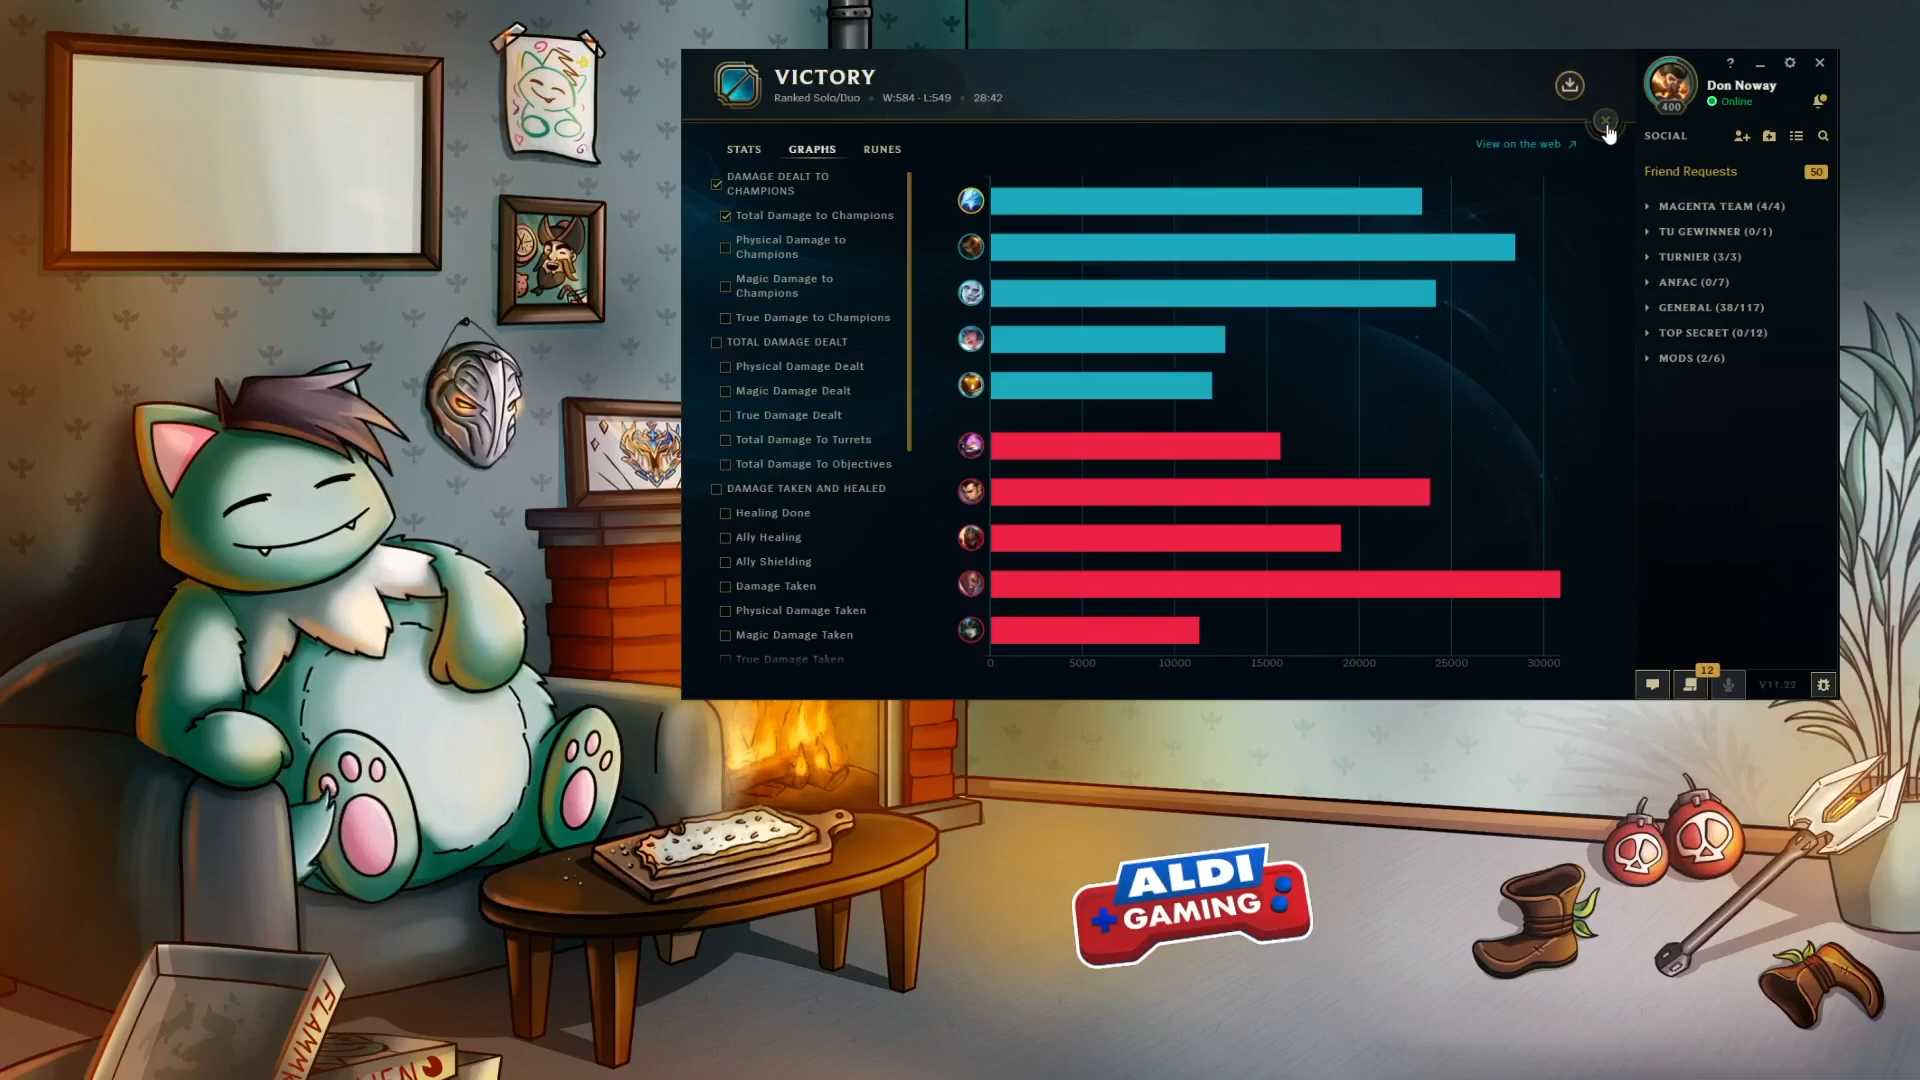 VICTORY
Ranked Solo/Duo • W:584 - L:549 • 28:42
STATS GRAPHS RUNES
View on the web
DAMAGE DEALT TO
CHAMPIONS
Total Damage to Champions
Physical Damage to
Champions
Magic Damage to
Champions
True Damage to Champions
TOTAL DAMAGE DEALT
Physical Damage Dealt
Magic Damage Dealt
True Damage Dealt
Total Damage To Turrets
Total Damage To Objectives
DAMAGE TAKEN AND HEALED
Healing Done
Ally Healing
Ally Shielding
Damage Taken
Physical Damage Taken
Magic Damage Taken
True Damage Taken
0 5000 10000 15000 20000 25000 30000
?
Don Noway
Online
400
SOCIAL
Friend Requests 50
MAGENTA TEAM (4/4)
TU GEWINNER (0/1)
TURNIER (3/3)
ANFAC (0/7)
GENERAL (38/117)
TOP SECRET (0/12)
MODS (2/6)
12
V11.22
ALDI
GAMING